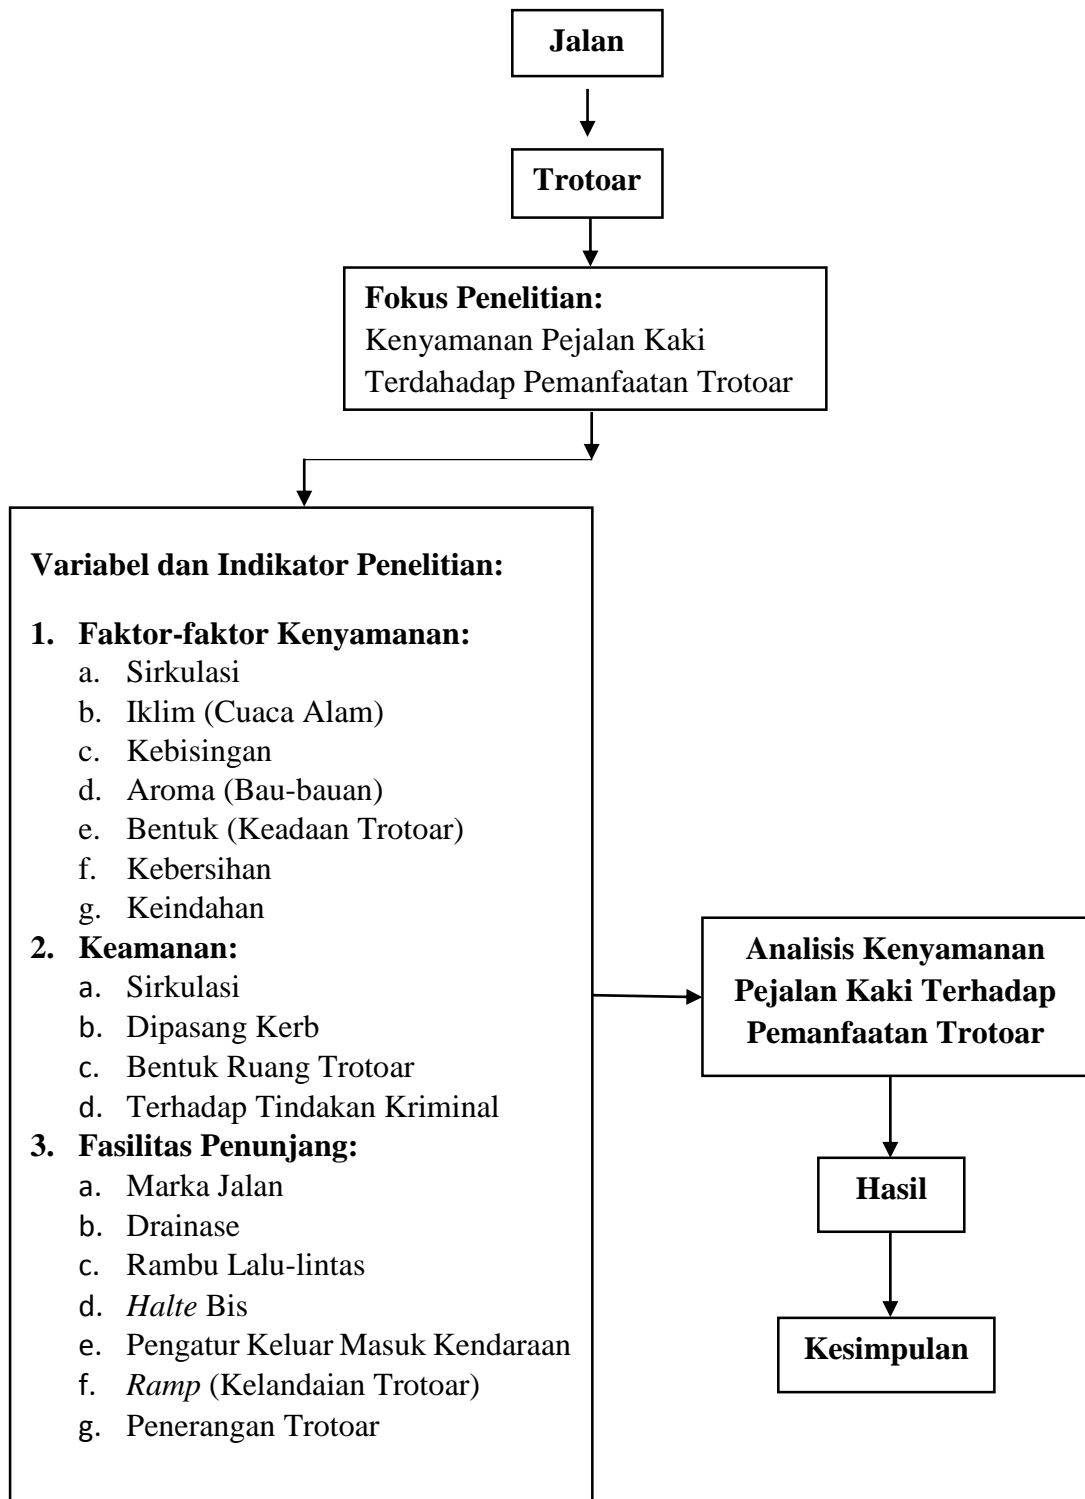 Jalan
Trotoar
Fokus Penelitian:
Kenyamanan Pejalan Kaki
Terdahadap Pemanfaatan Trotoar
Variabel dan Indikator Penelitian:
1. Faktor-faktor Kenyamanan:
a. Sirkulasi
b. Iklim (Cuaca Alam)
c. Kebisingan
d. Aroma (Bau-bauan)
e. Bentuk (Keadaan Trotoar)
f. Kebersihan
g. Keindahan
2. Keamanan:
a. Sirkulasi
b. Dipasang Kerb
c. Bentuk Ruang Trotoar
d. Terhadap Tindakan Kriminal
3. Fasilitas Penunjang:
a. Marka Jalan
b. Drainase
c. Rambu Lalu-lintas
d. Halte Bis
e. Pengatur Keluar Masuk Kendaraan
f. Ramp (Kelandaian Trotoar)
g. Penerangan Trotoar
Analisis Kenyamanan
Pejalan Kaki Terhadap
Pemanfaatan Trotoar
Hasil
Kesimpulan